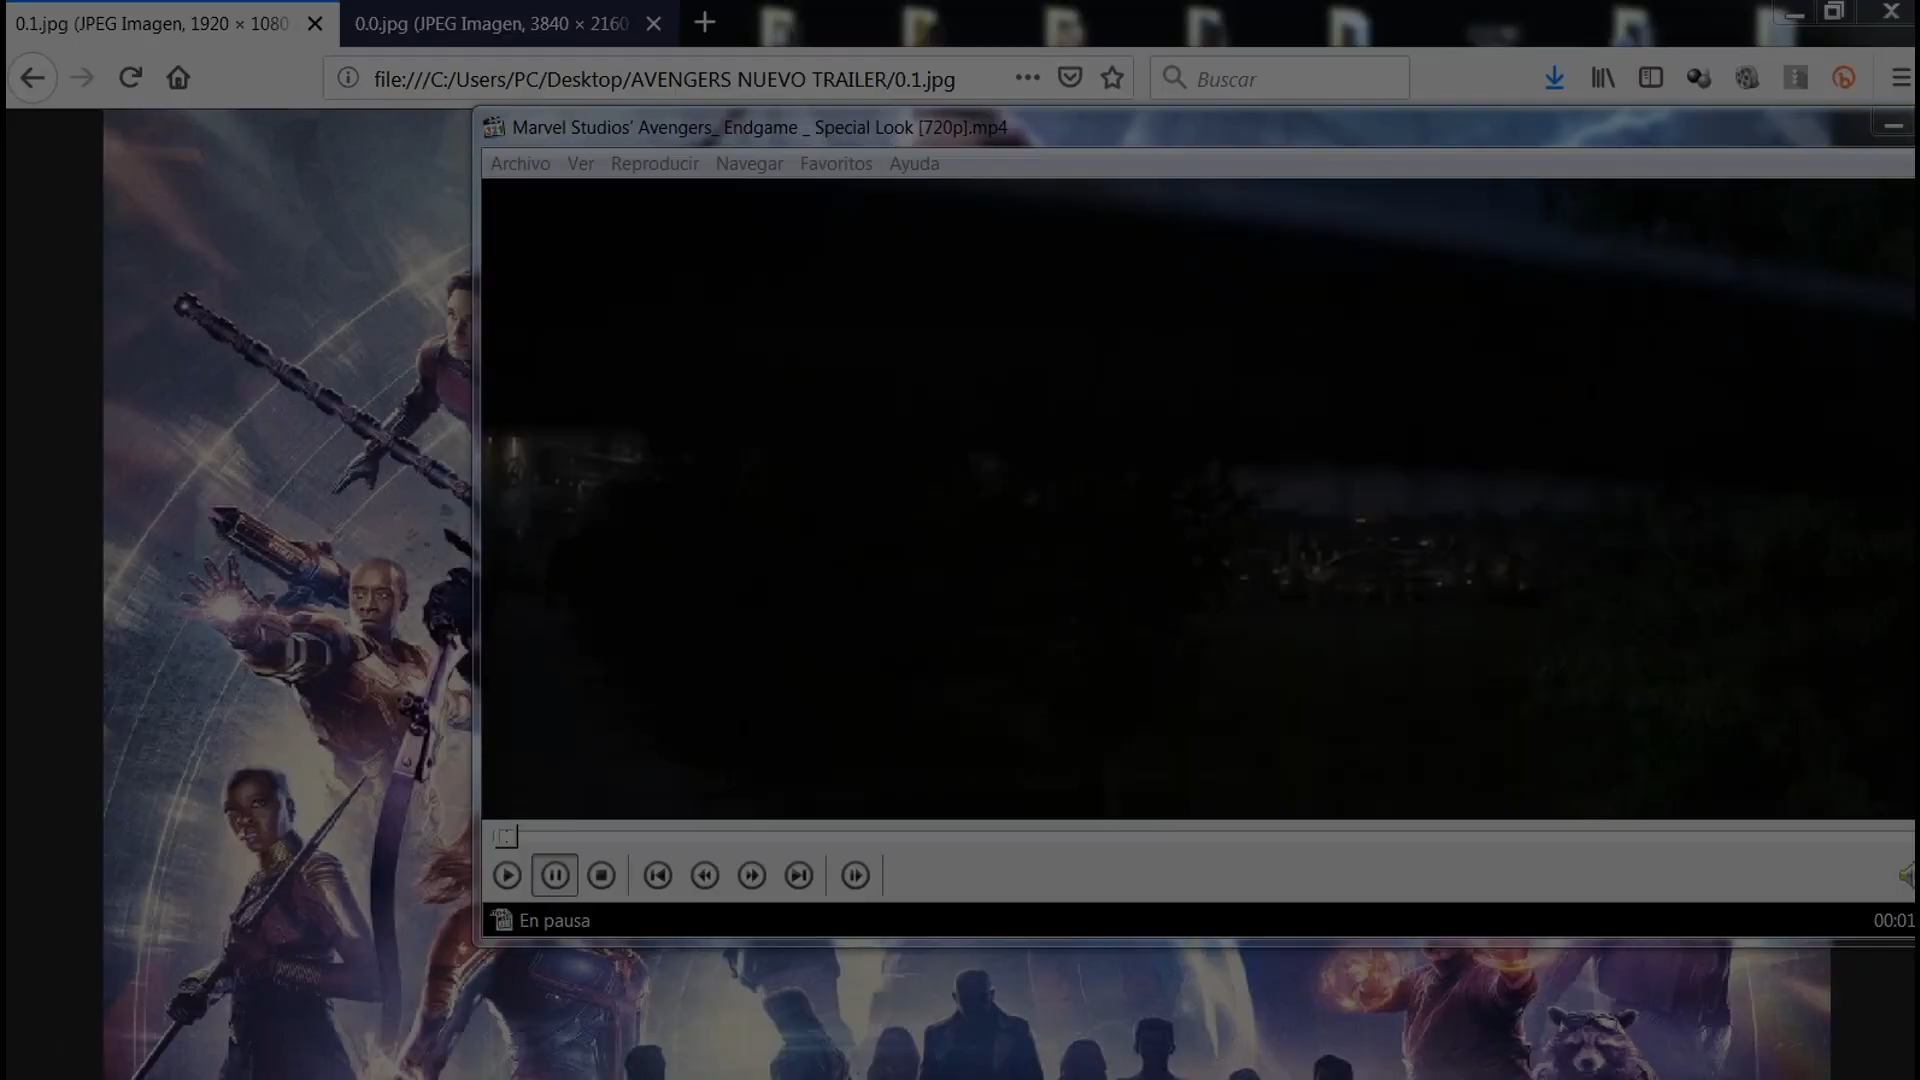 0.1.jpg (JPEG Imagen, 1920 × 1080
0.0.jpg (JPEG Imagen, 3840 × 2160
file:///C:/Users/PC/Desktop/AVENGERS NUEVO TRAILER/0.1.jpg
Buscar
Marvel Studios’ Avengers_ Endgame _ Special Look [720p].mp4
Archivo Ver Reproducir Navegar Favoritos Ayuda
En pausa
00:01